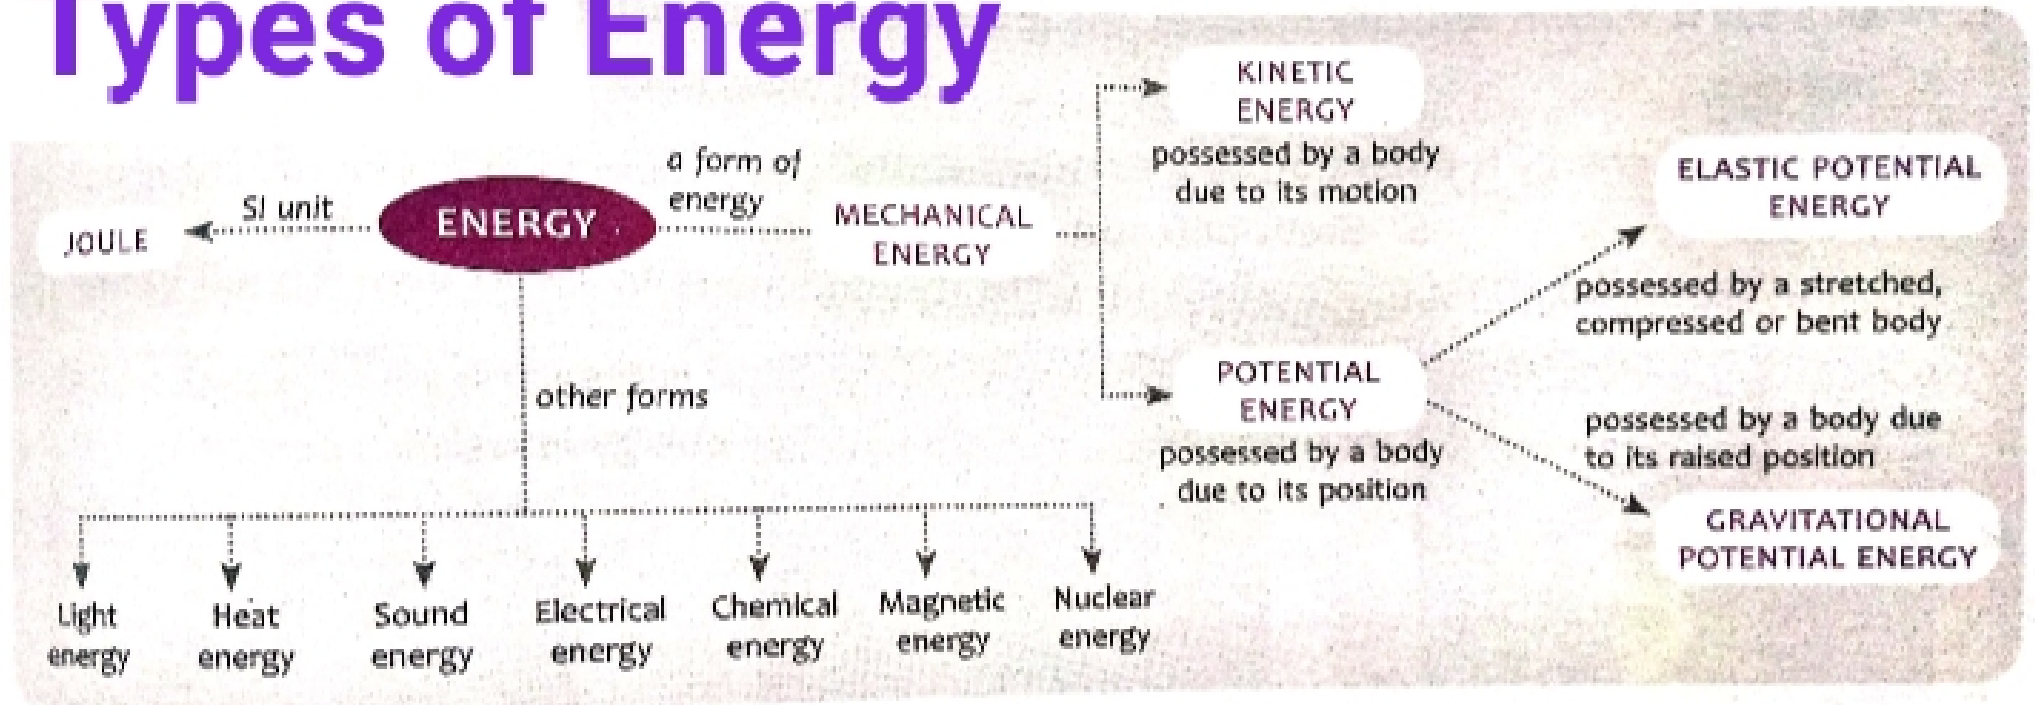 Types of Energy
KINETIC
ENERGY
possessed by a body
due to its motion
ELASTIC POTENTIAL
ENERGY
possessed by a stretched,
compressed or bent body
a form of
energy
SI unit
ENERGY
JOULE
MECHANICAL
ENERGY
POTENTIAL
ENERGY
possessed by a body
due to its position
possessed by a body due
to its raised position
GRAVITATIONAL
POTENTIAL ENERGY
other forms
Light
energy
Heat
energy
Sound
energy
Electrical
energy
Chemical
energy
Magnetic
energy
Nuclear
energy